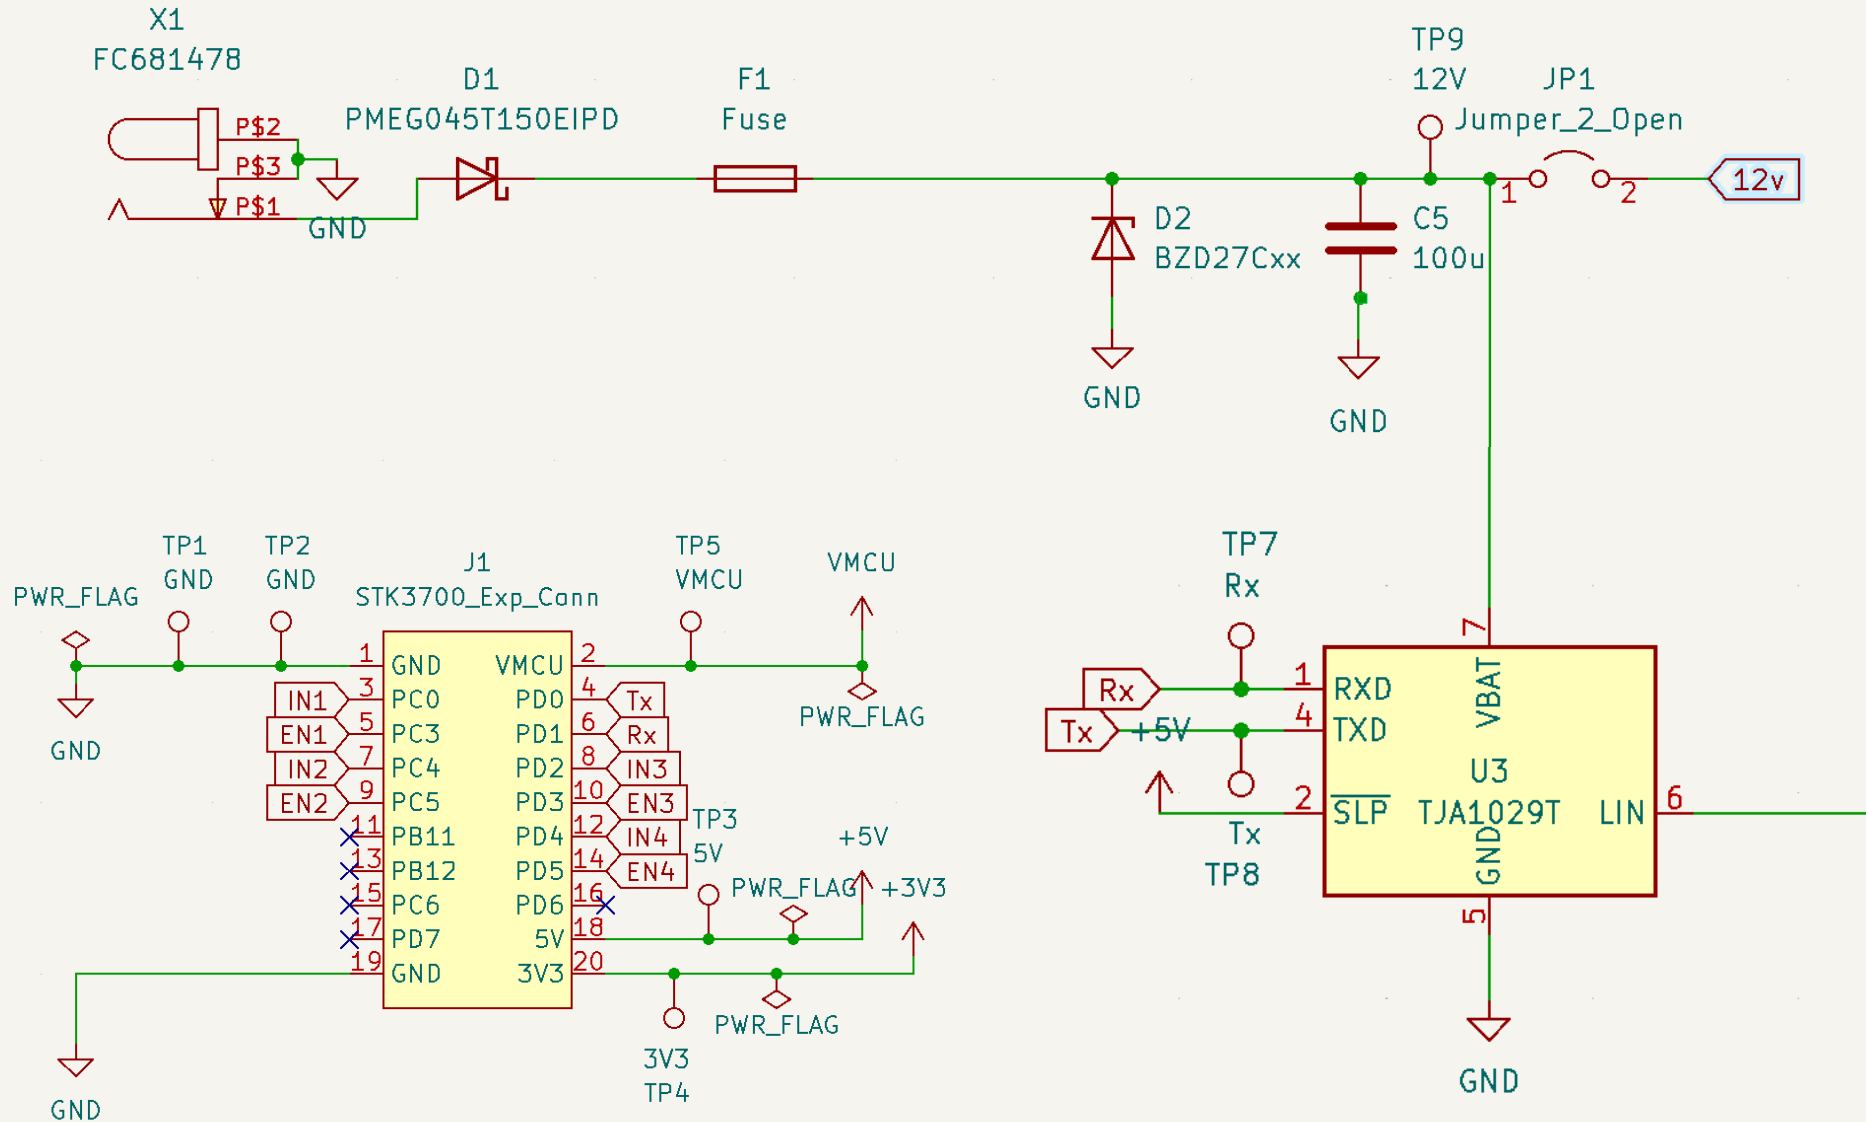 X1
FC681478
P$2
P$3
P$1
GND
D1
PMEG045T150EIPD
F1
Fuse
TP9
12V
JP1
Jumper_2_Open
1
2
12v
D2
BZD27Cxx
GND
C5
100u
GND
PWR_FLAG
GND
TP1
GND
TP2
GND
J1
STK3700_Exp_Conn
TP5
VMCU
VMCU
PWR_FLAG
1 GND VMCU 2
IN1 3 PC0 PD0 4 Tx
EN1 5 PC3 PD1 6 Rx
IN2 7 PC4 PD2 8 IN3
EN2 9 PC5 PD3 10 EN3
11 PB11 PD4 12 IN4
13 PB12 PD5 14 EN4
15 PC6 PD6 16
17 PD7 5V 18
19 GND 3V3 20
TP3
5V
PWR_FLAG
+5V
+3V3
PWR_FLAG
3V3
TP4
GND
TP7
Rx
Rx
Tx
+5V
Tx
TP8
7
VBAT
1 RXD
4 TXD
2 SLP
U3
TJA1029T
LIN 6
GND
5
GND